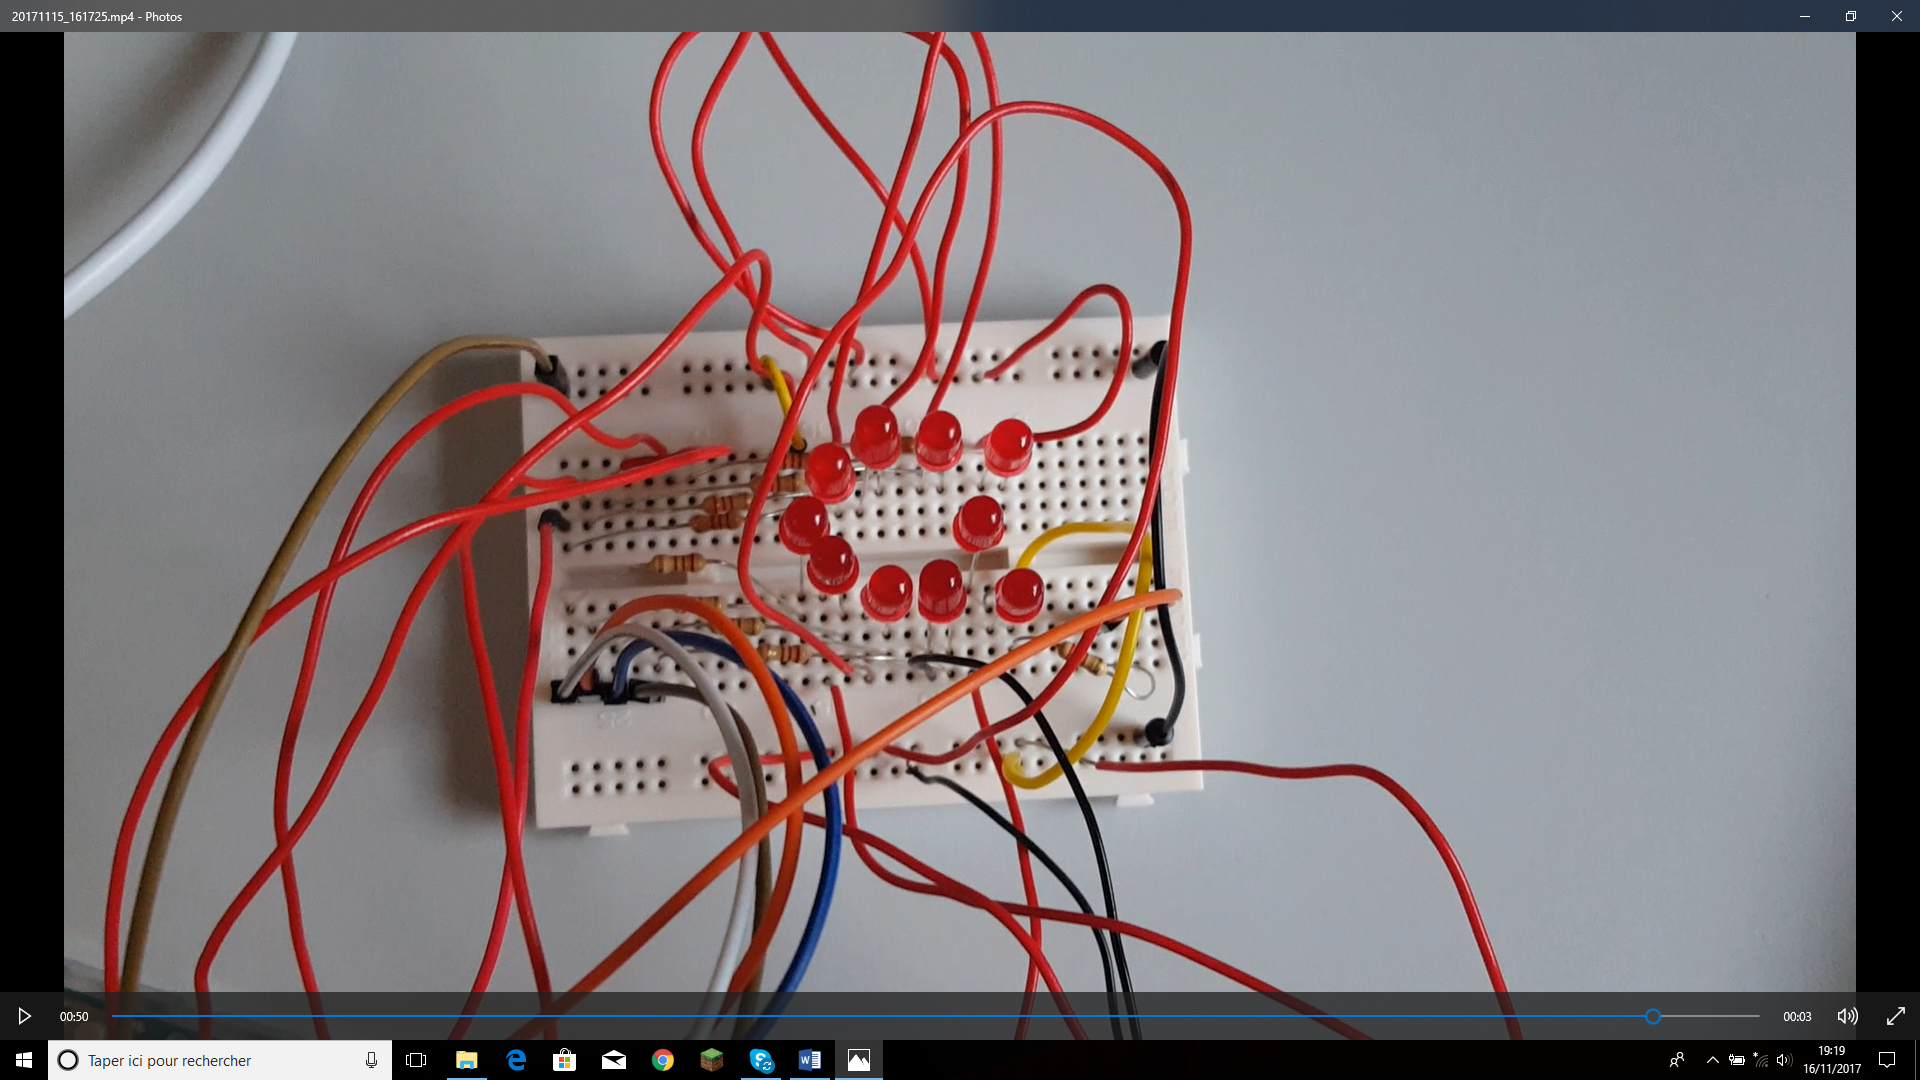 20171115_161725.mp4 - Photos
00:50
00:03
Taper ici pour rechercher
19:19
16/11/2017